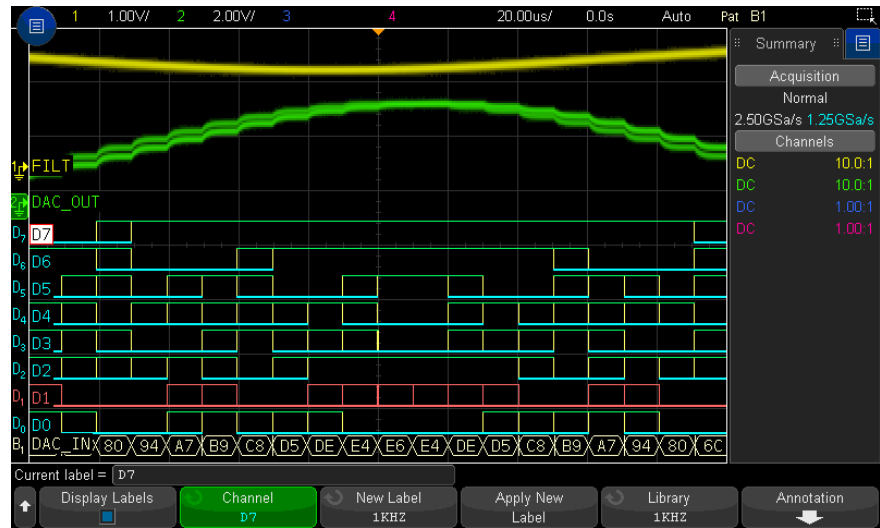 1 1.00V/ 2 2.00V/ 3 4 20.00us/ 0.0s Auto Pat B1
Summary
Acquisition
Normal
2.50GSa/s 1.25GSa/s
Channels
DC 10.0:1
DC 10.0:1
DC 1.00:1
DC 1.00:1
1 FILT
2 DAC_OUT
D7 D7
D6 D6
D5 D5
D4 D4
D3 D3
D2 D2
D1 D1
D0 D0
B1 DAC_IN 80 94 A7 B9 C8 D5 DE E4 E6 E4 DE D5 C8 B9 A7 94 80 6C
Current label = D7
Display Labels
Channel
D7
New Label
1KHZ
Apply New
Label
Library
1KHZ
Annotation